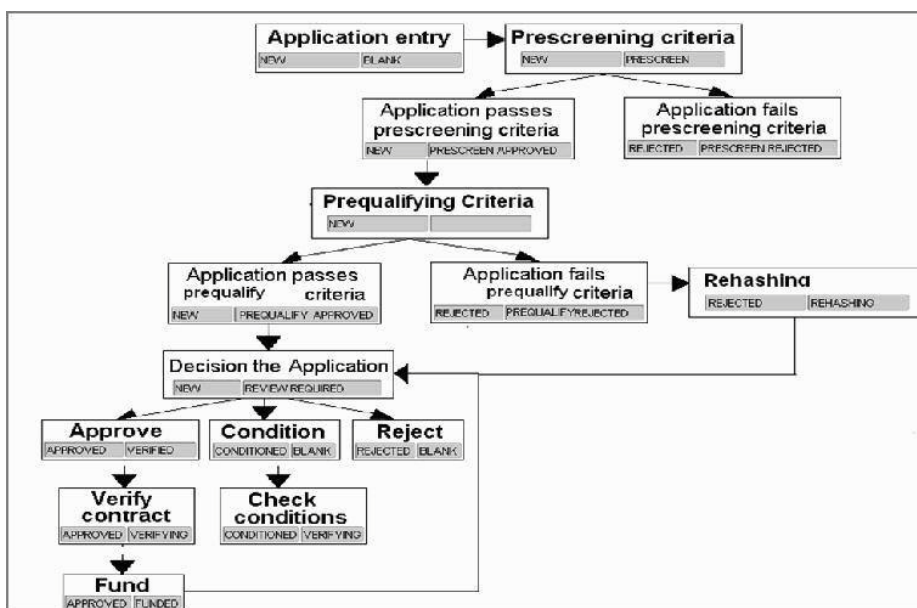 Application entry
NEW BLANK
Prescreening criteria
NEW PRESCREEN
Application passes
prescreening criteria
NEW PRESCREEN APPROVED
Application fails
prescreening criteria
REJECTED PRESCREEN REJECTED
Prequalifying Criteria
NEW
Application passes
prequalify criteria
NEW PREQUALIFY APPROVED
Application fails
prequalify criteria
REJECTED PREQUALIFYREJECTED
Rehashing
REJECTED REHASHING
Decision the Application
NEW REVIEW REQUIRED
Approve
APPROVED VERIFIED
Condition
CONDITIONED BLANK
Reject
REJECTED BLANK
Verify
contract
APPROVED VERIFYING
Check
conditions
CONDITIONED VERIFYING
Fund
APPROVED FUNDED